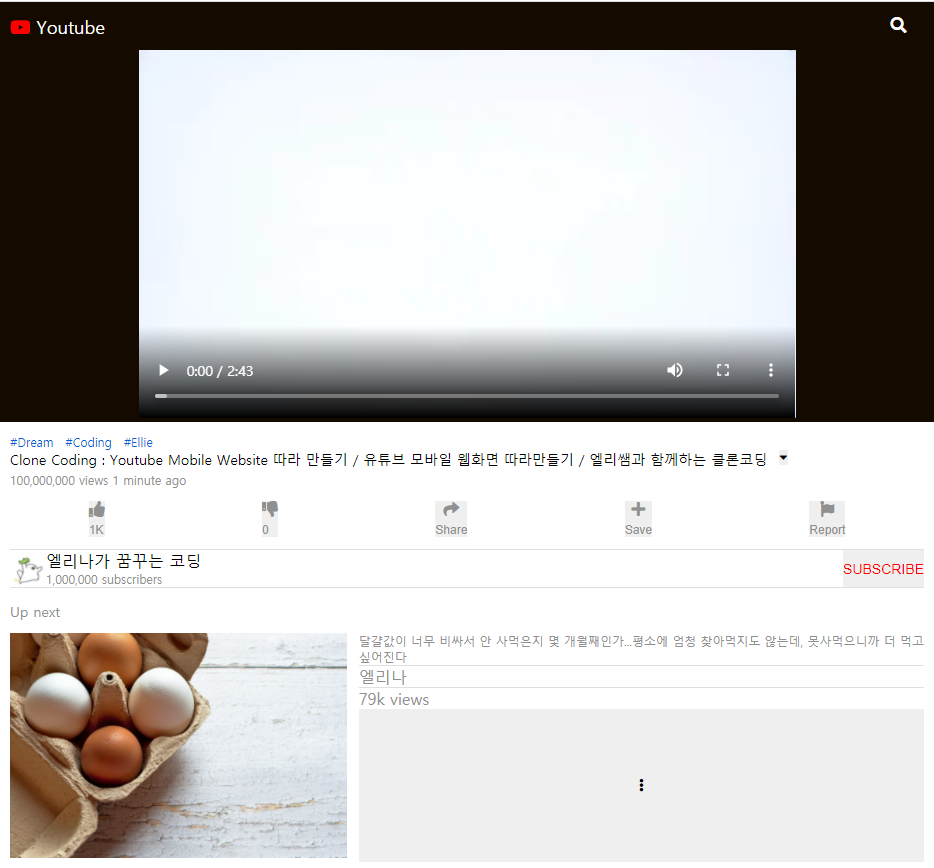 Youtube
0:00 / 2:43
#Dream #Coding #Ellie
Clone Coding : Youtube Mobile Website 따라 만들기 / 유튜브 모바일 웹화면 따라만들기 / 엘리쌤과 함께하는 클론코딩
100,000,000 views 1 minute ago
1K 0 Share Save Report
엘리나가 꿈꾸는 코딩
1,000,000 subscribers
SUBSCRIBE
Up next
달걀값이 너무 비싸서 안 사먹은지 몇 개월째인가...평소에 엄청 찾아먹지도 않는데, 못사먹으니까 더 먹고
싶어진다
엘리나
79k views